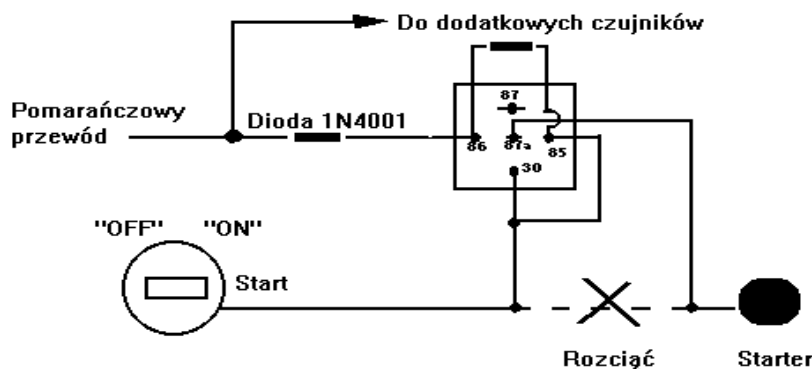 Do dodatkowych czujników
Pomarańczowy
przewód
Dioda 1N4001
87
86
87a
85
30
"OFF" "ON"
Start
Rozciąć
Starter